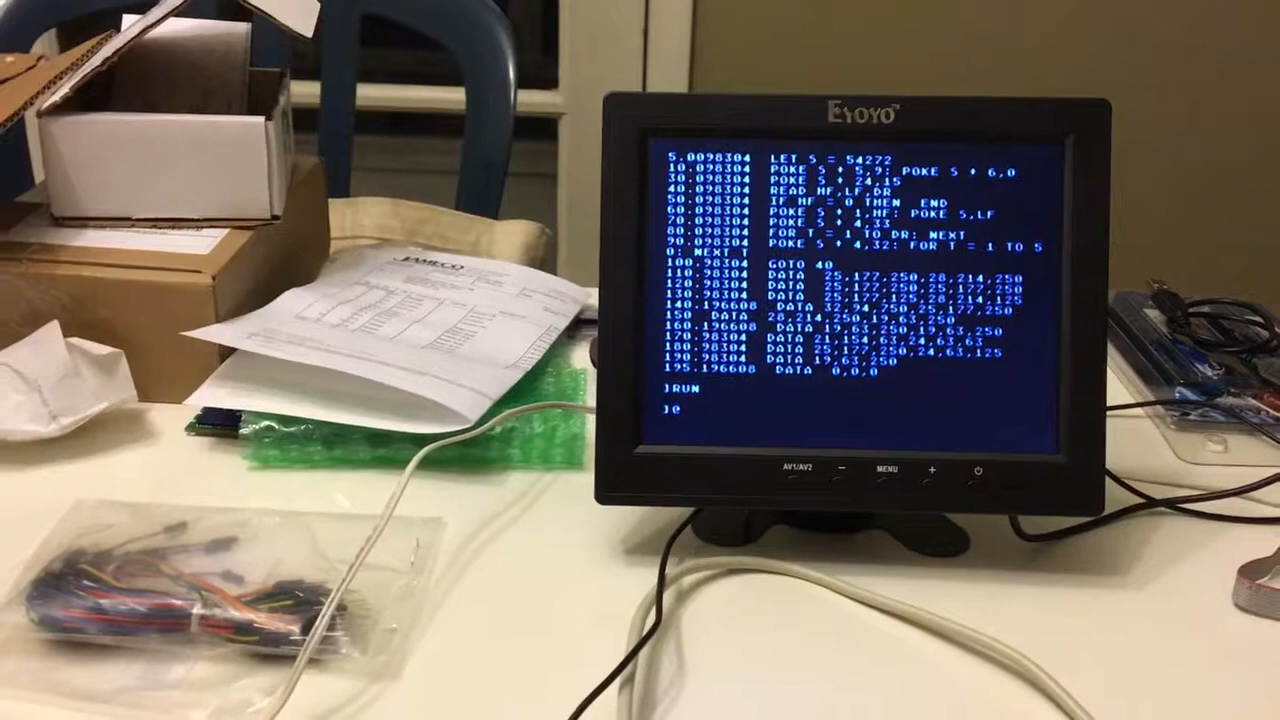 JAMECO
EYOYO
5.0098304 LET S = 54272
10.098304 POKE S + 5,9: POKE S + 6,0
30.098304 POKE S + 24,15
40.098304 READ HF,LF,DR
50.098304 IF HF = 0 THEN END
60.098304 POKE S + 1,HF: POKE S,LF
70.098304 POKE S + 4,33
80.098304 FOR T = 1 TO DR: NEXT
90.098304 POKE S + 4,32: FOR T = 1 TO 5
0: NEXT T
100.98304 GOTO 40
110.98304 DATA 25,177,250,28,214,250
120.98304 DATA 25,177,250,25,177,250
130.98304 DATA 25,177,125,28,214,125
140.196608 DATA 32,94,750,25,177,250
150 DATA 28,214,250,19,63,250
160.196608 DATA 19,63,250,19,63,250
170.98304 DATA 21,154,63,24,63,63
180.98304 DATA 25,177,250,24,63,125
190.98304 DATA 19,63,250
195.196608 DATA 0,0,0
]RUN
]@
AV1/AV2 − MENU +